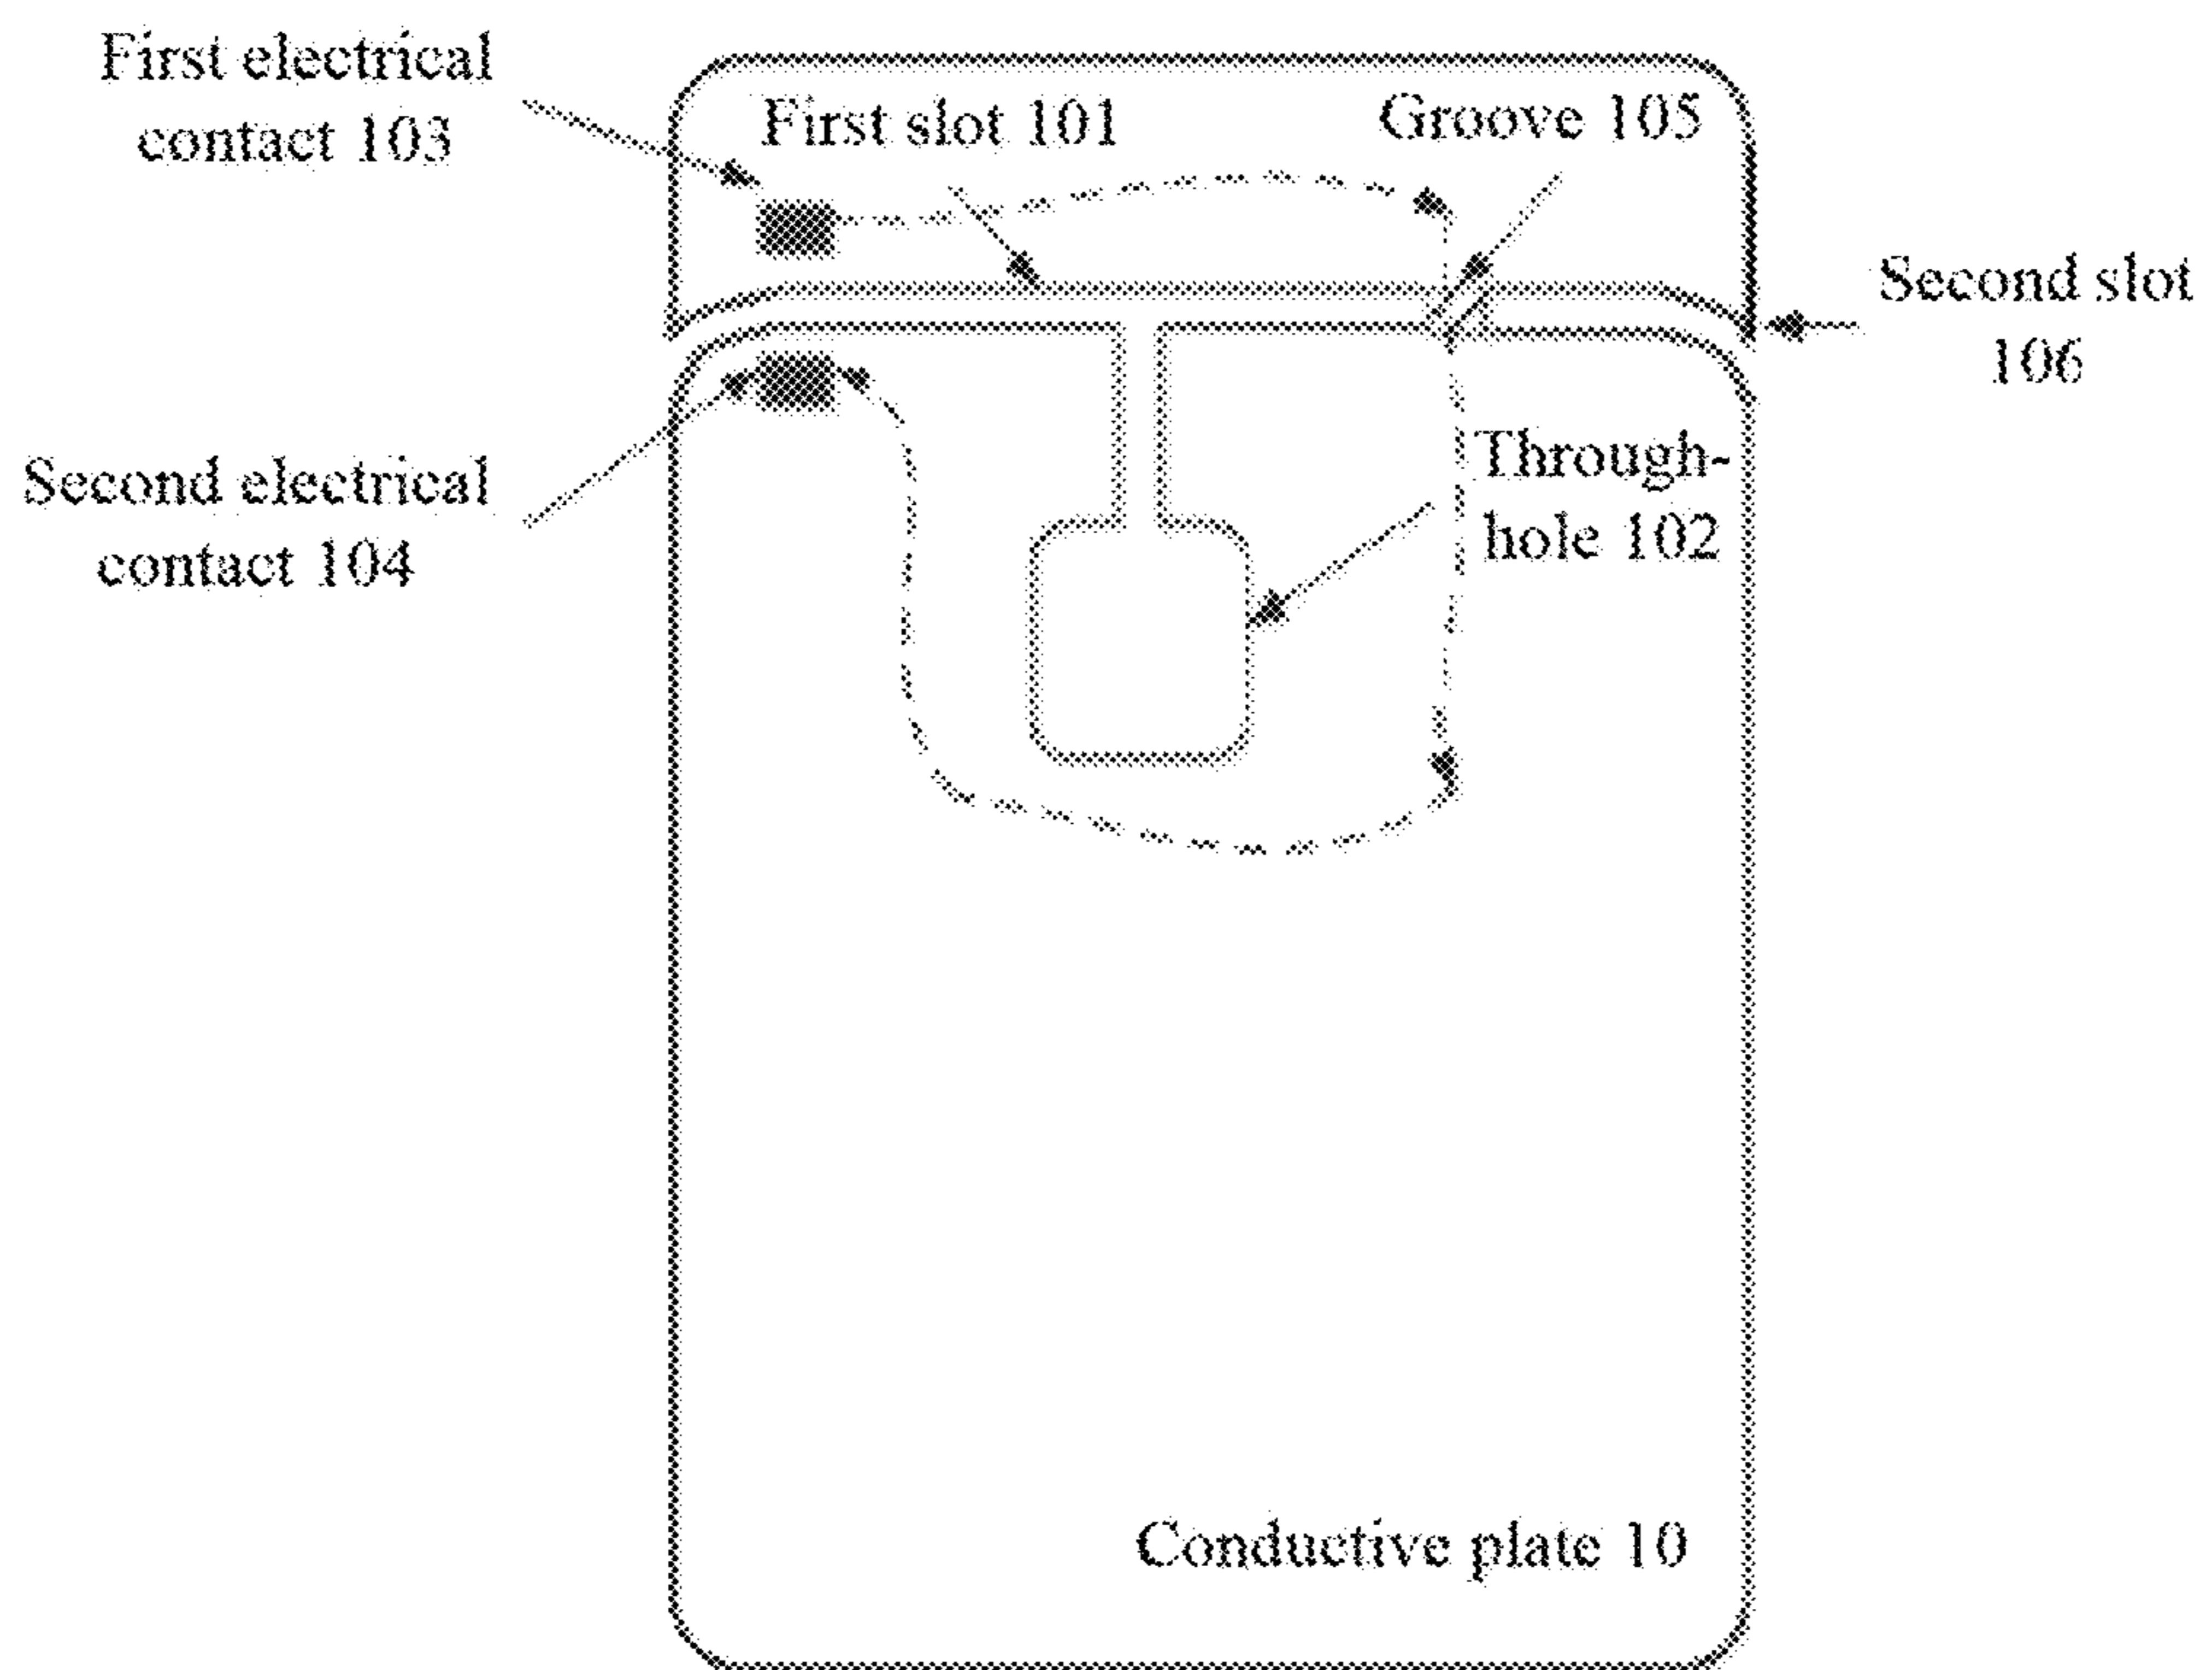 First electrical
contact 103
First slot 101
Groove 105
Second slot
106
Second electrical
contact 104
Through-
hole 102
Conductive plate 10